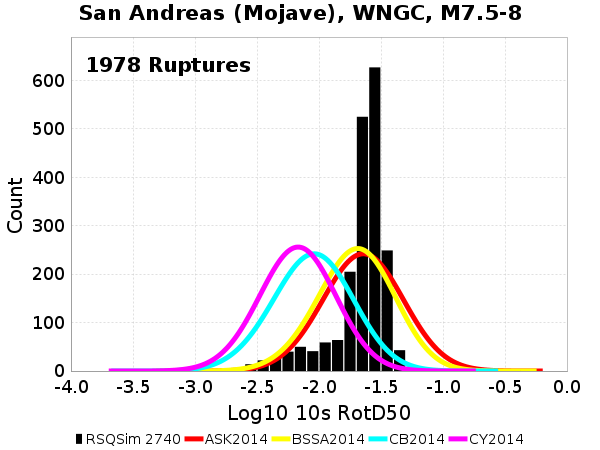 San Andreas (Mojave), WNGC, M7.5-8
1978 Ruptures
600
500
400
300
200
100
0
Count
-4.0 -3.5 -3.0 -2.5 -2.0 -1.5 -1.0 -0.5 0.0
Log10 10s RotD50
RSQSim 2740 ASK2014 BSSA2014 CB2014 CY2014